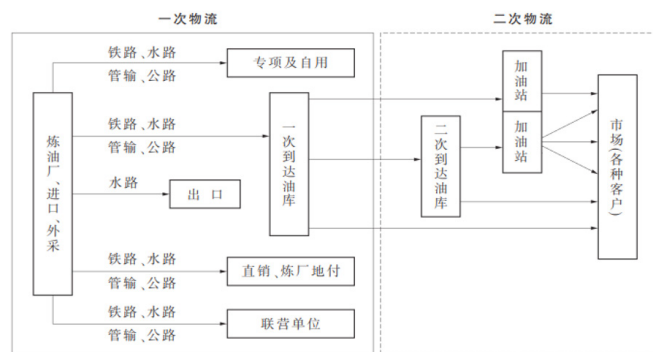 一次物流
二次物流
铁路、水路
管输、公路
专项及自用
炼油厂、进口、外采
铁路、水路
管输、公路
一次到达油库
水路
出口
铁路、水路
管输、公路
直销、炼厂地付
铁路、水路
管输、公路
联营单位
二次到达油库
加油站
加油站
市场(各种客户)